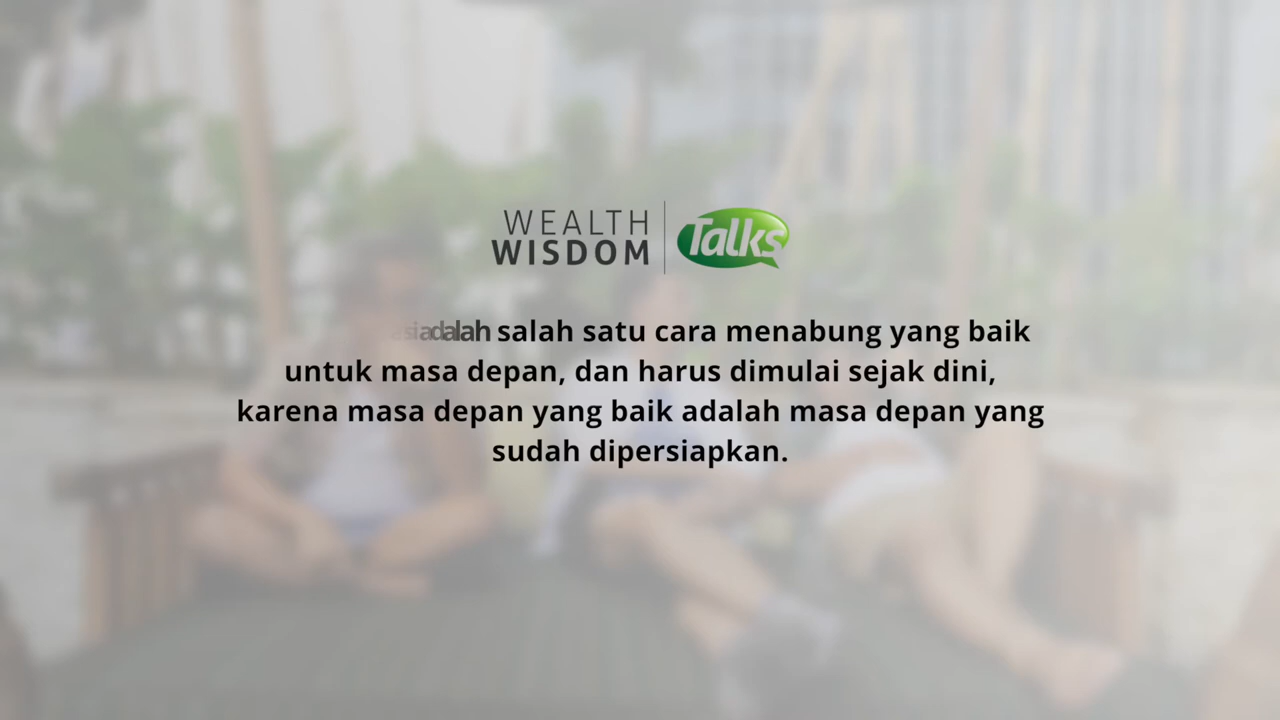 WEALTH
WISDOM
Talks
adalah salah satu cara menabung yang baik
untuk masa depan, dan harus dimulai sejak dini,
karena masa depan yang baik adalah masa depan yang
sudah dipersiapkan.